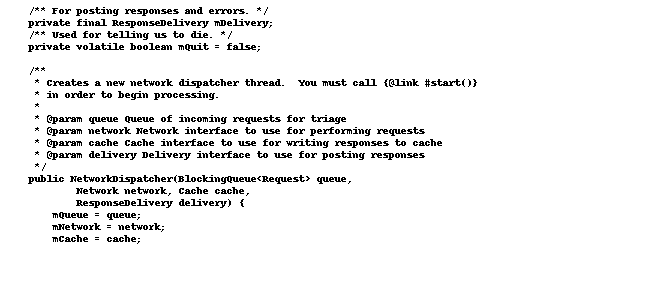 /** For posting responses and errors. */
private final ResponseDelivery mDelivery;
/** Used for telling us to die. */
private volatile boolean mQuit = false;

/**
 * Creates a new network dispatcher thread.  You must call {@link #start()}
 * in order to begin processing.
 *
 * @param queue Queue of incoming requests for triage
 * @param network Network interface to use for performing requests
 * @param cache Cache interface to use for writing responses to cache
 * @param delivery Delivery interface to use for posting responses
 */
public NetworkDispatcher(BlockingQueue<Request> queue,
        Network network, Cache cache,
        ResponseDelivery delivery) {
    mQueue = queue;
    mNetwork = network;
    mCache = cache;